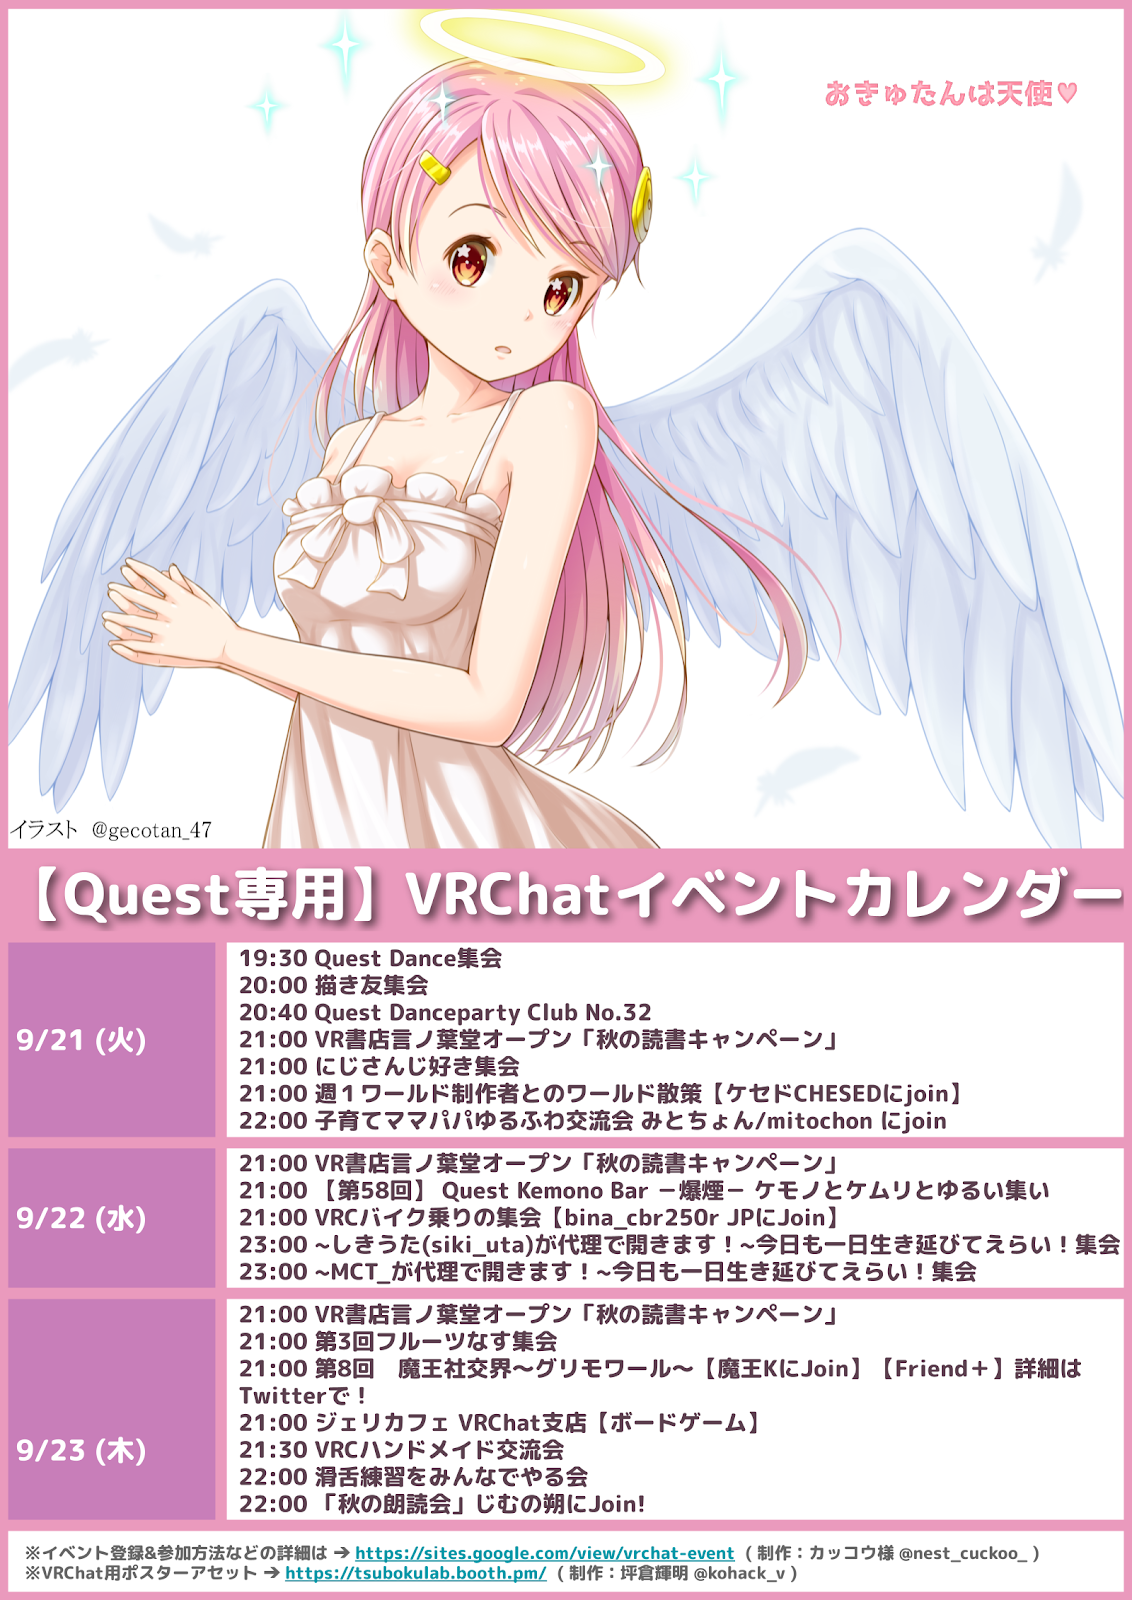 おきゅたんは天使♥
イラスト @gecotan_47
【Quest専用】VRChatイベントカレンダー
9/21 (火)
19:30 Quest Dance集会
20:00 描き友集会
20:40 Quest Danceparty Club No.32
21:00 VR書店言ノ葉堂オープン「秋の読書キャンペーン」
21:00 にじさんじ好き集会
21:00 週１ワールド制作者とのワールド散策【ケセドCHESEDにjoin】
22:00 子育てママパパゆるふわ交流会 みとちょん/mitochon にjoin
9/22 (水)
21:00 VR書店言ノ葉堂オープン「秋の読書キャンペーン」
21:00 【第58回】 Quest Kemono Bar －爆煙－ ケモノとケムリとゆるい集い
21:00 VRCバイク乗りの集会【bina_cbr250r JPにJoin】
23:00 ~しきうた(siki_uta)が代理で開きます！~今日も一日生き延びてえらい！集会
23:00 ~MCT_が代理で開きます！~今日も一日生き延びてえらい！集会
9/23 (木)
21:00 VR書店言ノ葉堂オープン「秋の読書キャンペーン」
21:00 第3回フルーツなす集会
21:00 第8回　魔王社交界～グリモワール～【魔王KにJoin】【Friend＋】詳細は
Twitterで！
21:00 ジェリカフェ VRChat支店【ボードゲーム】
21:30 VRCハンドメイド交流会
22:00 滑舌練習をみんなでやる会
22:00 「秋の朗読会」じむの朔にJoin!
※イベント登録&参加方法などの詳細は → https://sites.google.com/view/vrchat-event ( 制作：カッコウ様 @nest_cuckoo_ )
※VRChat用ポスターアセット → https://tsubokulab.booth.pm/ ( 制作：坪倉輝明 @kohack_v )